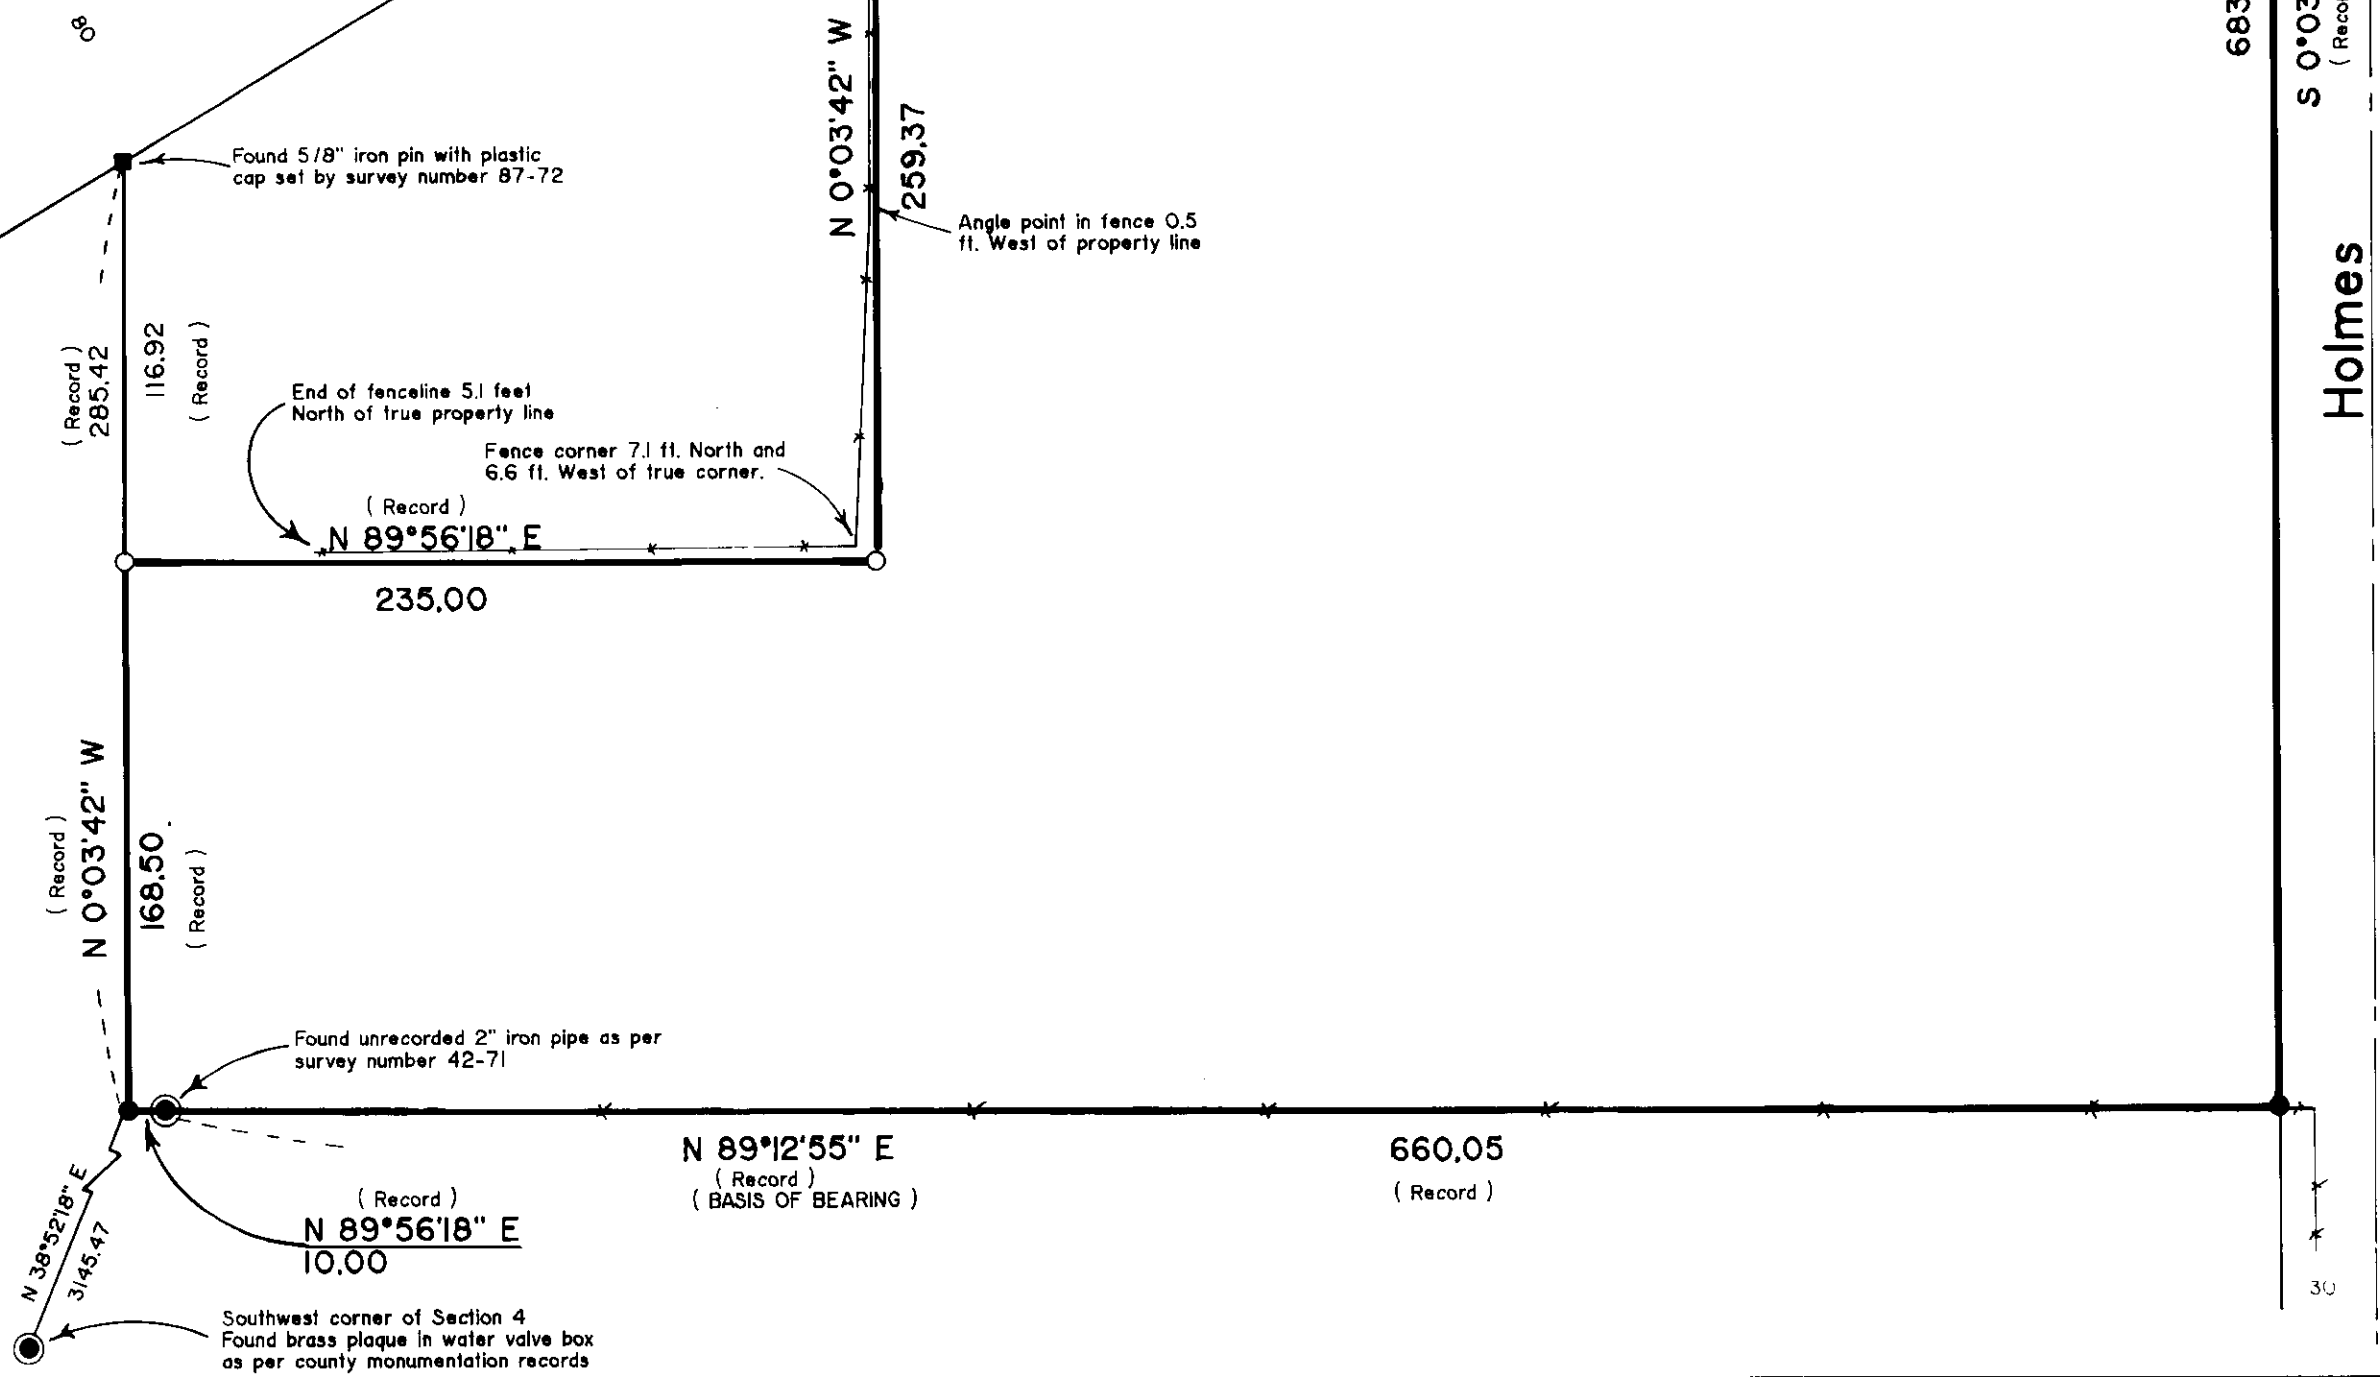 80
Found 5/8" iron pin with plastic
cap set by survey number 87-72
N 0°03'42" W
259.37
Angle point in fence 0.5
ft. West of property line
683
S 0°03
( Reco
Holmes
( Record )
285.42
116.92
( Record )
End of fenceline 5.1 feet
North of true property line
Fence corner 7.1 ft. North and
6.6 ft. West of true corner.
( Record )
N 89°56'18" E
235.00
( Record )
N 0°03'42" W
168.50
( Record )
Found unrecorded 2" iron pipe as per
survey number 42-71
N 89°12'55" E
( Record )
( BASIS OF BEARING )
660.05
( Record )
( Record )
N 89°56'18" E
10.00
N 38°52'18" E
3145.47
Southwest corner of Section 4
Found brass plaque in water valve box
as per county monumentation records
30